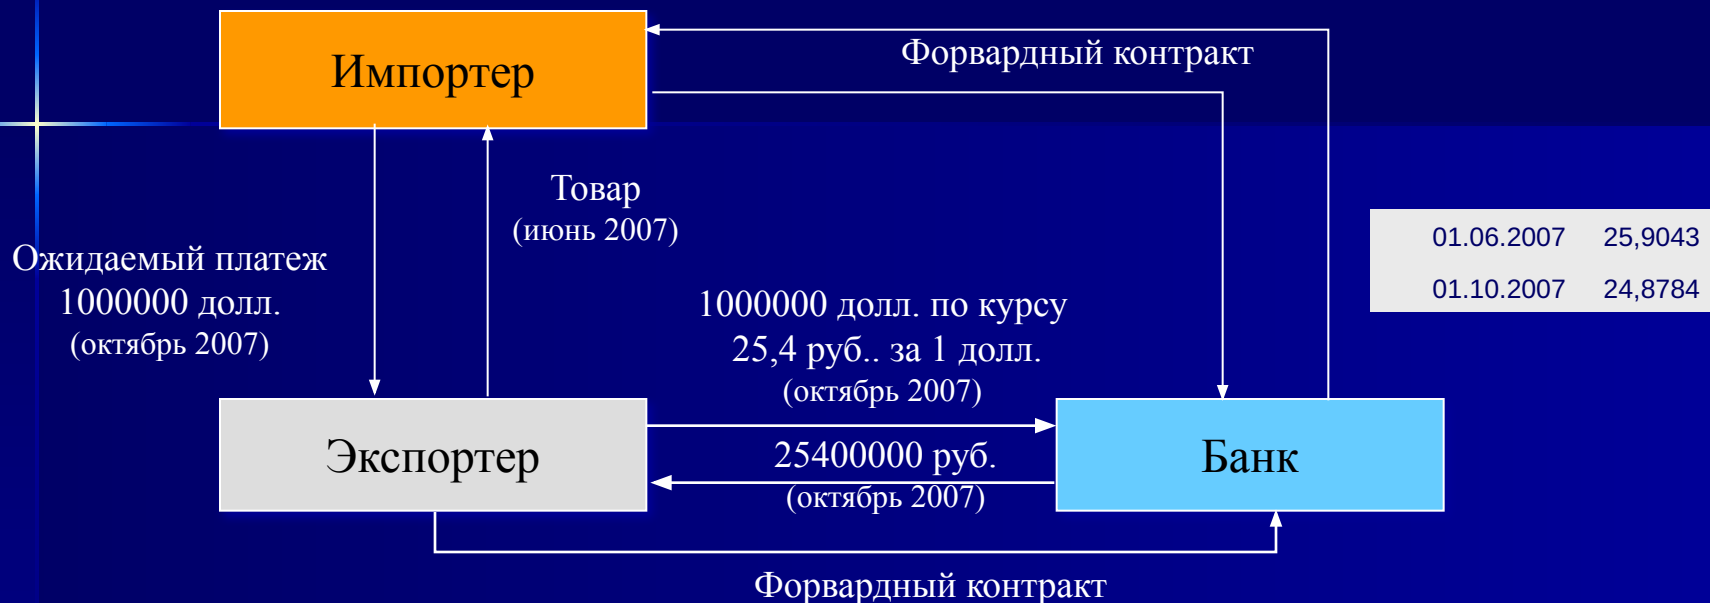 Импортер
Форвардный контракт
Товар
(июнь 2007)
Ожидаемый платеж
1000000 долл.
(октябрь 2007)
01.06.2007 25,9043
01.10.2007 24,8784
1000000 долл. по курсу
25,4 руб.. за 1 долл.
(октябрь 2007)
Экспортер
25400000 руб.
(октябрь 2007)
Банк
Форвардный контракт